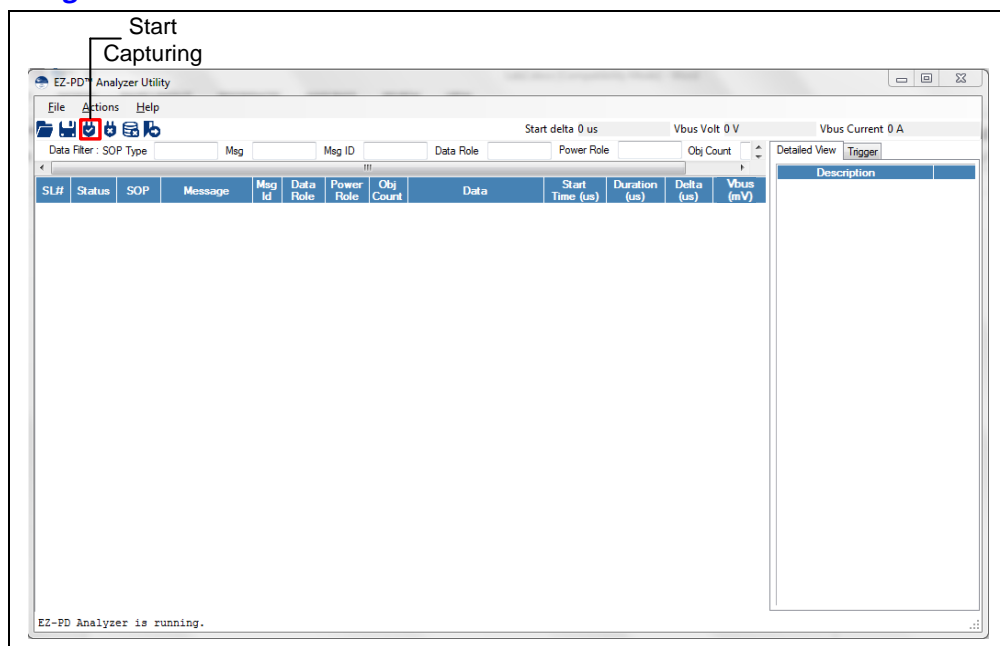 Start
Capturing
EZ-PD™ Analyzer Utility
File Actions Help
Start delta 0 us Vbus Volt 0 V Vbus Current 0 A
Data Filter : SOP Type Msg Msg ID Data Role Power Role Obj Count
Detailed View Trigger
Description
SL# Status SOP Message Msg Id Data Role Power Role Obj Count Data Start Time (us) Duration (us) Delta (us) Vbus (mV)
EZ-PD Analyzer is running.